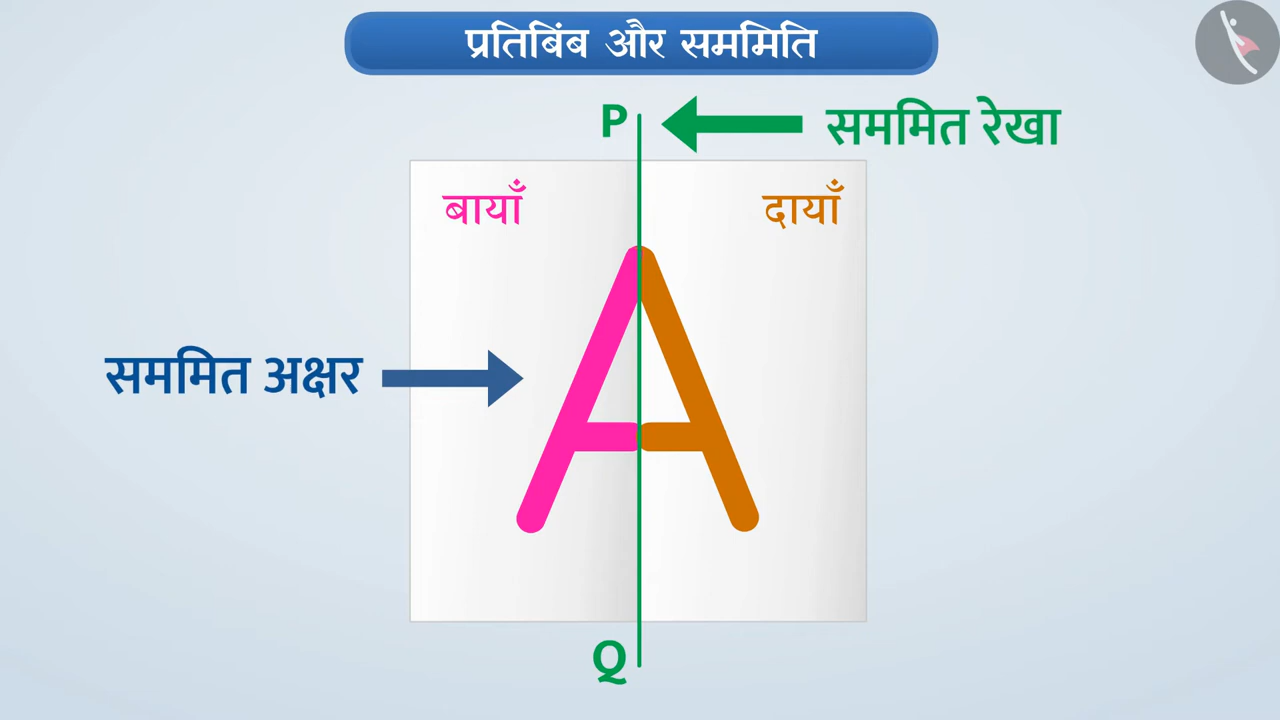 प्रतिबिंब और सममिति
P
सममित रेखा
बायाँ
दायाँ
सममित अक्षर
A
Q